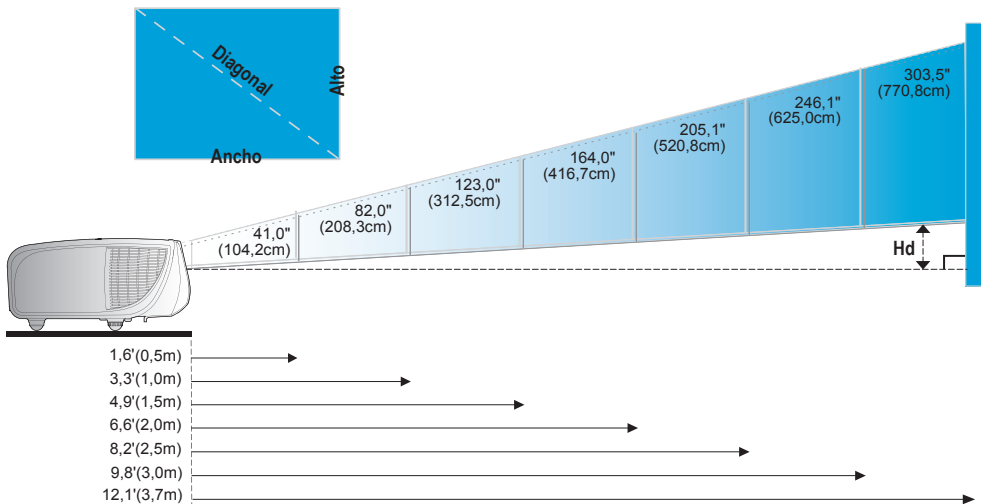 Diagonal
Alto
Ancho
41,0"
(104,2cm)
82,0"
(208,3cm)
123,0"
(312,5cm)
164,0"
(416,7cm)
205,1"
(520,8cm)
246,1"
(625,0cm)
303,5"
(770,8cm)
Hd
1,6'(0,5m)
3,3'(1,0m)
4,9'(1,5m)
6,6'(2,0m)
8,2'(2,5m)
9,8'(3,0m)
12,1'(3,7m)